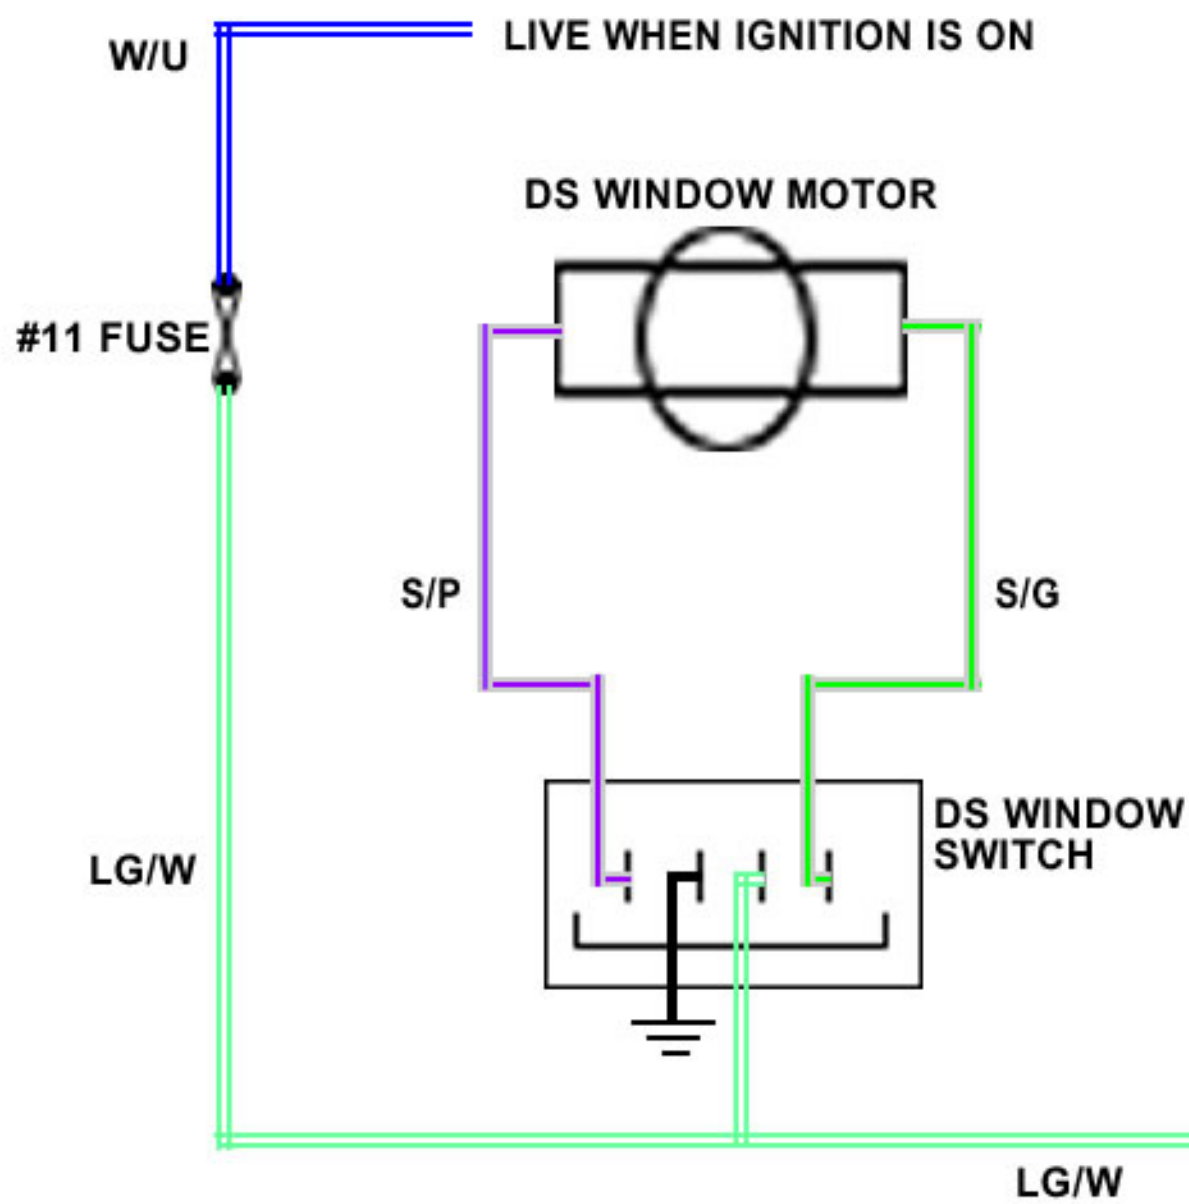 W/U
LIVE WHEN IGNITION IS ON
DS WINDOW MOTOR
#11 FUSE
S/P
S/G
DS WINDOW
SWITCH
LG/W
LG/W